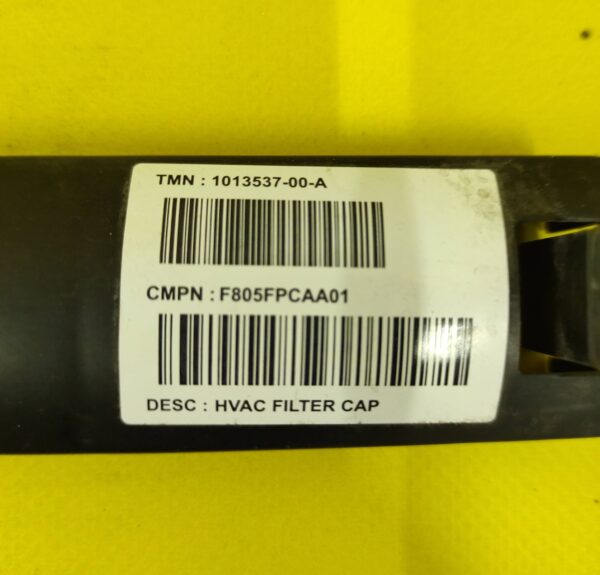 TMN : 1013537-00-A
CMPN : F805FPCAA01
DESC : HVAC FILTER CAP